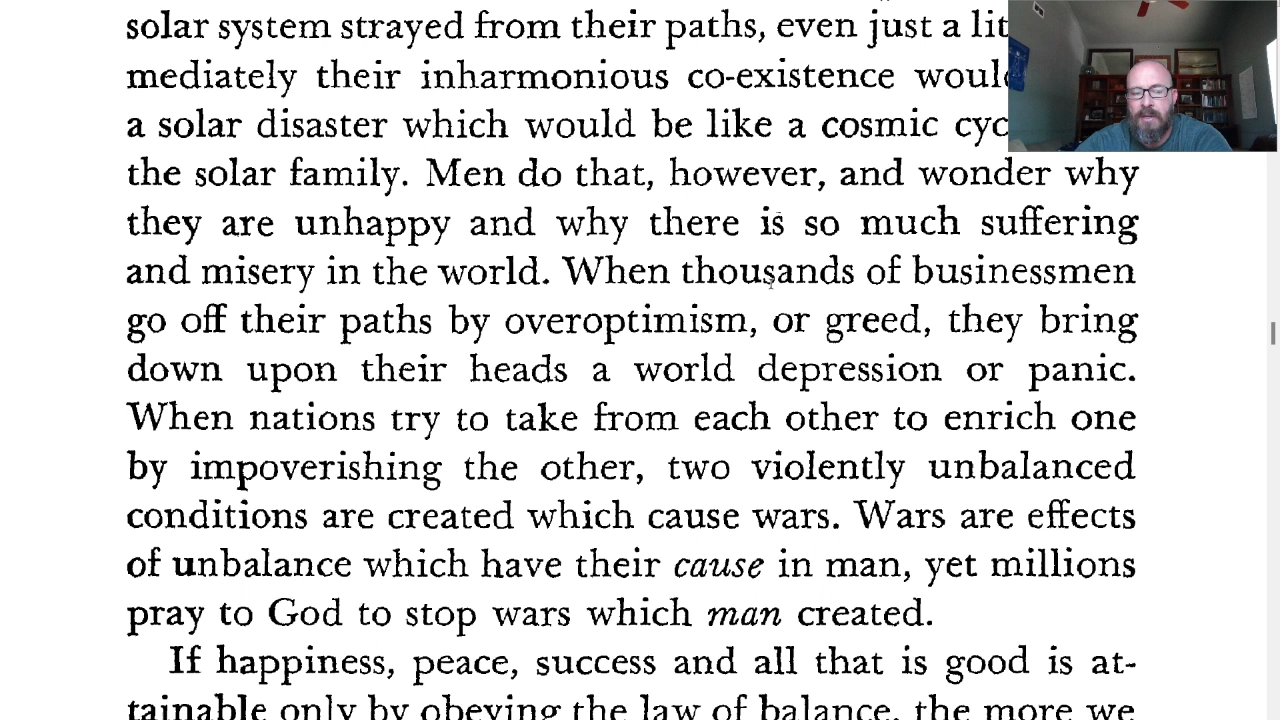 solar system strayed from their paths, even just a
mediately their inharmonious co-existence
a solar disaster which would be like a cosmic
the solar family. Men do that, however, and wonder why
they are unhappy and why there is so much suffering
and misery in the world. When thousands of businessmen
go off their paths by overoptimism, or greed, they bring
down upon their heads a world depression or panic.
When nations try to take from each other to enrich one
by impoverishing the other, two violently unbalanced
conditions are created which cause wars. Wars are effects
of unbalance which have their cause in man, yet millions
pray to God to stop wars which man created.
If happiness, peace, success and all that is good is at-
tainable only by obeying the law of balance, the more we